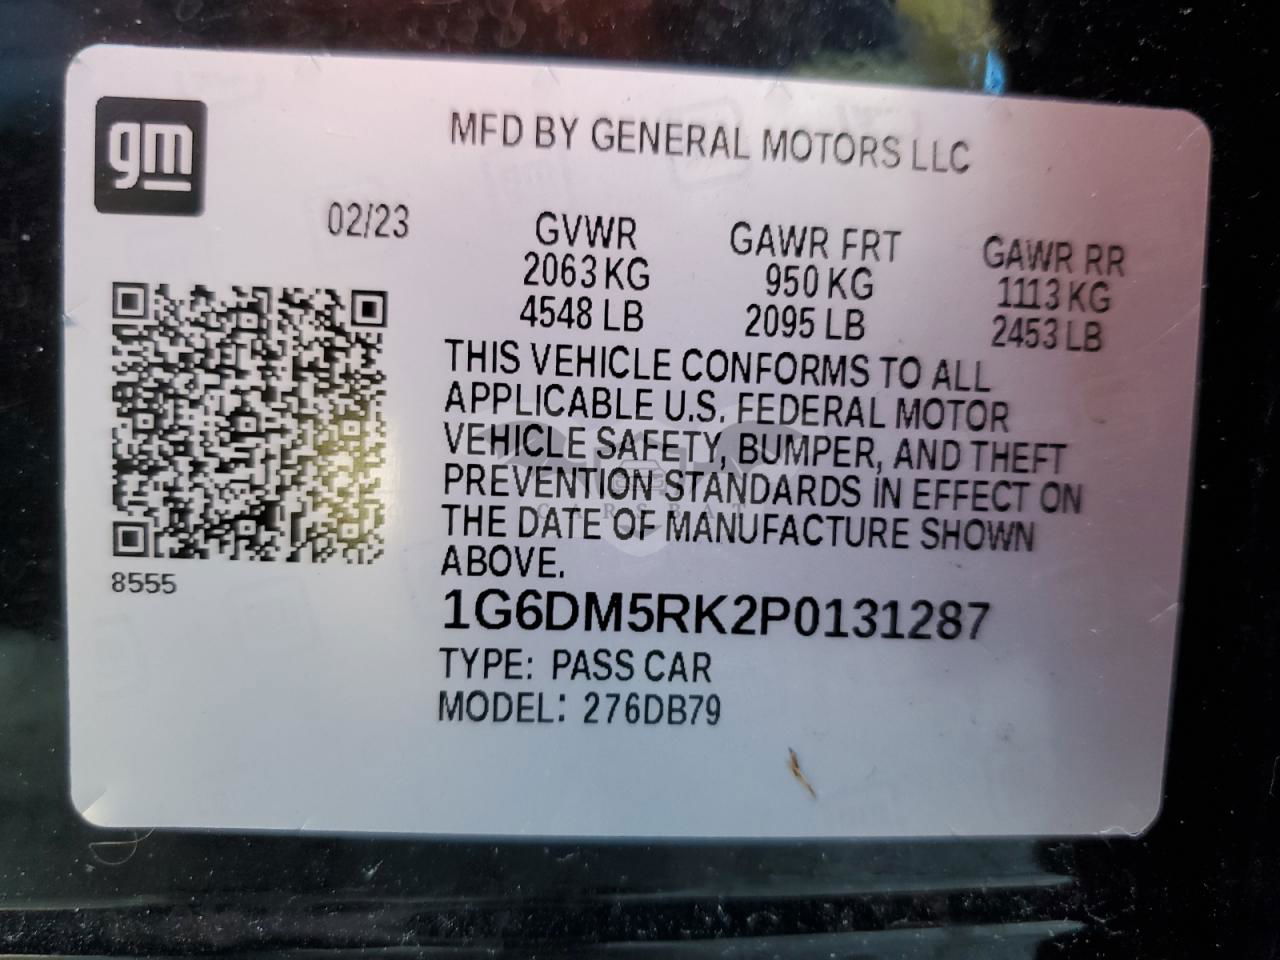 gm
MFD BY GENERAL MOTORS LLC
02/23
GVWR
2063 KG
4548 LB
GAWR FRT
950 KG
2095 LB
GAWR RR
1113 KG
2453 LB
THIS VEHICLE CONFORMS TO ALL
APPLICABLE U.S. FEDERAL MOTOR
VEHICLE SAFETY, BUMPER, AND THEFT
PREVENTION STANDARDS IN EFFECT ON
THE DATE OF MANUFACTURE SHOWN
ABOVE.
CARSBAT
8555
1G6DM5RK2P0131287
TYPE: PASS CAR
MODEL: 276DB79